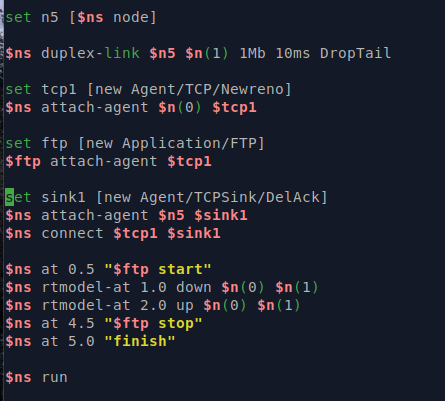 set n5 [$ns node]
$ns duplex-link $n5 $n(1) 1Mb 10ms DropTail
set tcp1 [new Agent/TCP/Newreno]
$ns attach-agent $n(0) $tcp1
set ftp [new Application/FTP]
$ftp attach-agent $tcp1
set sink1 [new Agent/TCPSink/DelAck]
$ns attach-agent $n5 $sink1
$ns connect $tcp1 $sink1
$ns at 0.5 "$ftp start"
$ns rtmodel-at 1.0 down $n(0) $n(1)
$ns rtmodel-at 2.0 up $n(0) $n(1)
$ns at 4.5 "$ftp stop"
$ns at 5.0 "finish"
$ns run